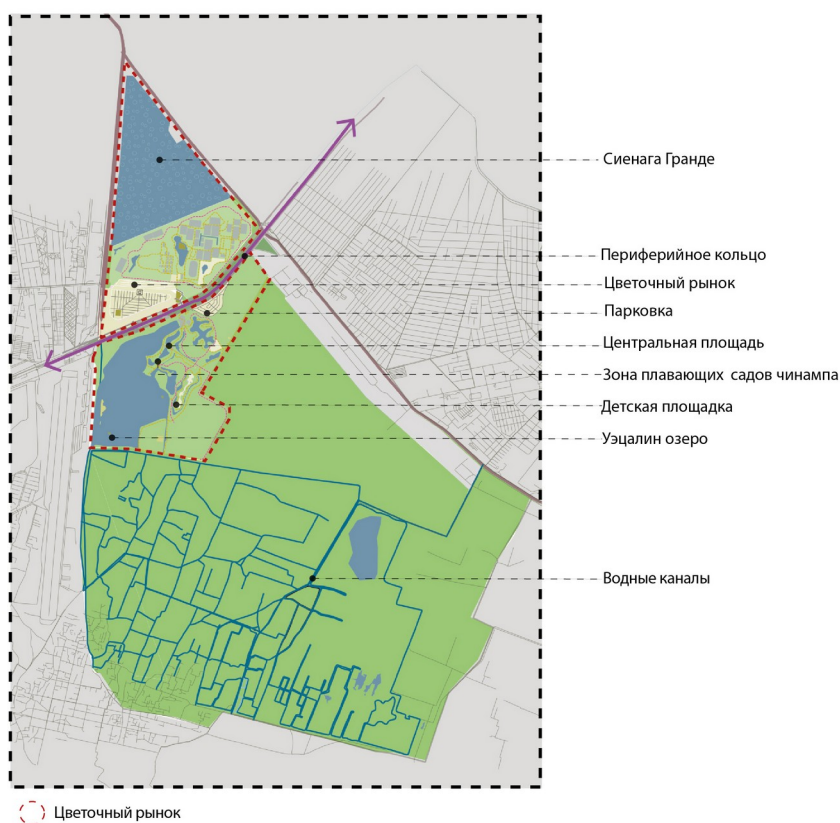 Сиенага Гранде
Периферийное кольцо
Цветочный рынок
Парковка
Центральная площадь
Зона плавающих садов чинампа
Детская площадка
Уэцалин озеро
Водные каналы
Цветочный рынок